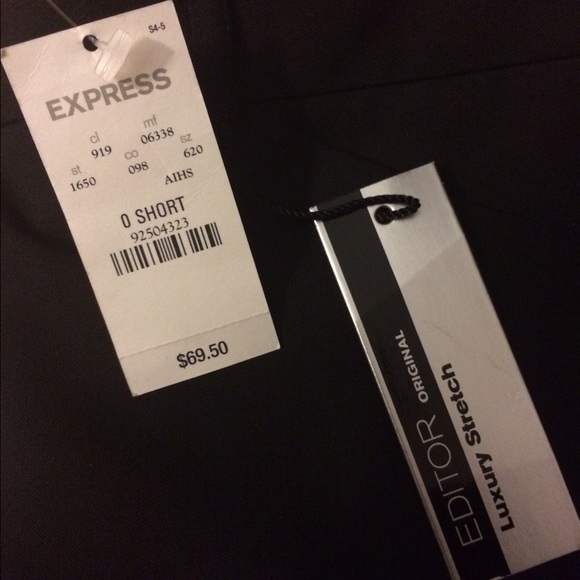 S4-5
EXPRESS
cl mf
919 06338
st co sz
1650 098 620
AIHS
0 SHORT
92504323
$69.50
EDITOR ORIGINAL
Luxury Stretch